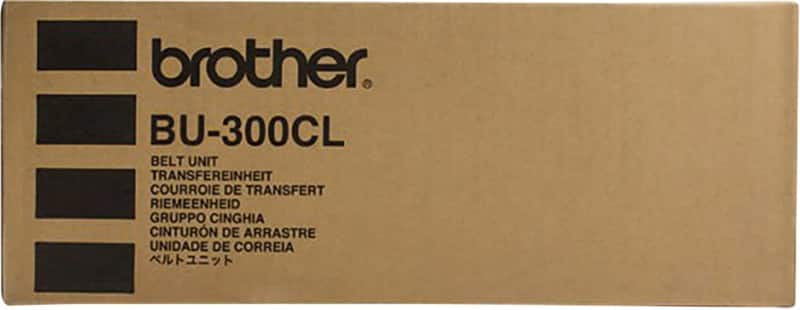 brother®
BU-300CL
BELT UNIT
TRANSFEREINHEIT
COURROIE DE TRANSFERT
RIEMEENHEID
GRUPPO CINGHIA
CINTURÓN DE ARRASTRE
UNIDADE DE CORREIA
ベルトユニット